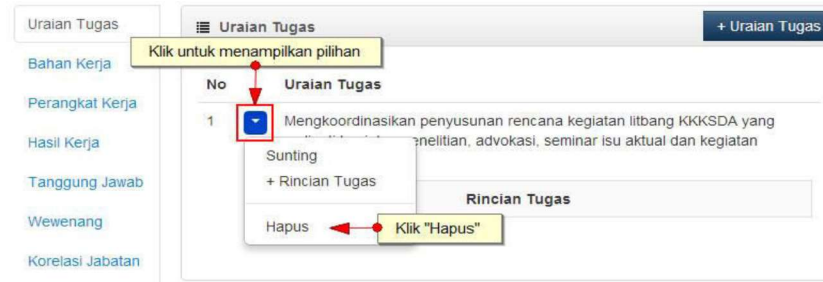 Uraian Tugas
Bahan Kerja
Perangkat Kerja
Hasil Kerja
Tanggung Jawab
Wewenang
Korelasi Jabatan
Uraian Tugas
+ Uraian Tugas
Klik untuk menampilkan pilihan
No Uraian Tugas
1 Mengkoordinasikan penyusunan rencana kegiatan litbang KKKSDA yang
enelitian, advokasi, seminar isu aktual dan kegiatan
Sunting
+ Rincian Tugas
Rincian Tugas
Hapus
Klik "Hapus"